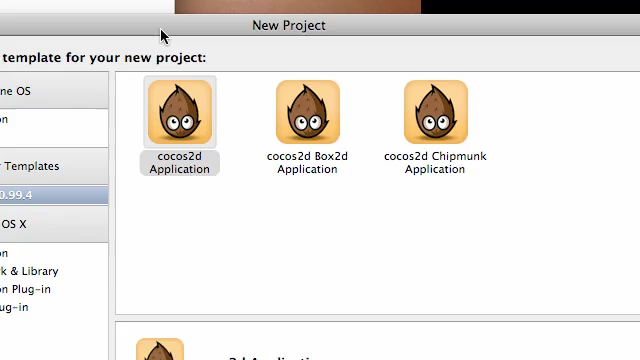 New Project
template for your new project:
ne OS
on
Templates
0.99.4
OS X
on
rk & Library
on Plug-in
ug-in
cocos2d
Application
cocos2d Box2d
Application
cocos2d Chipmunk
Application